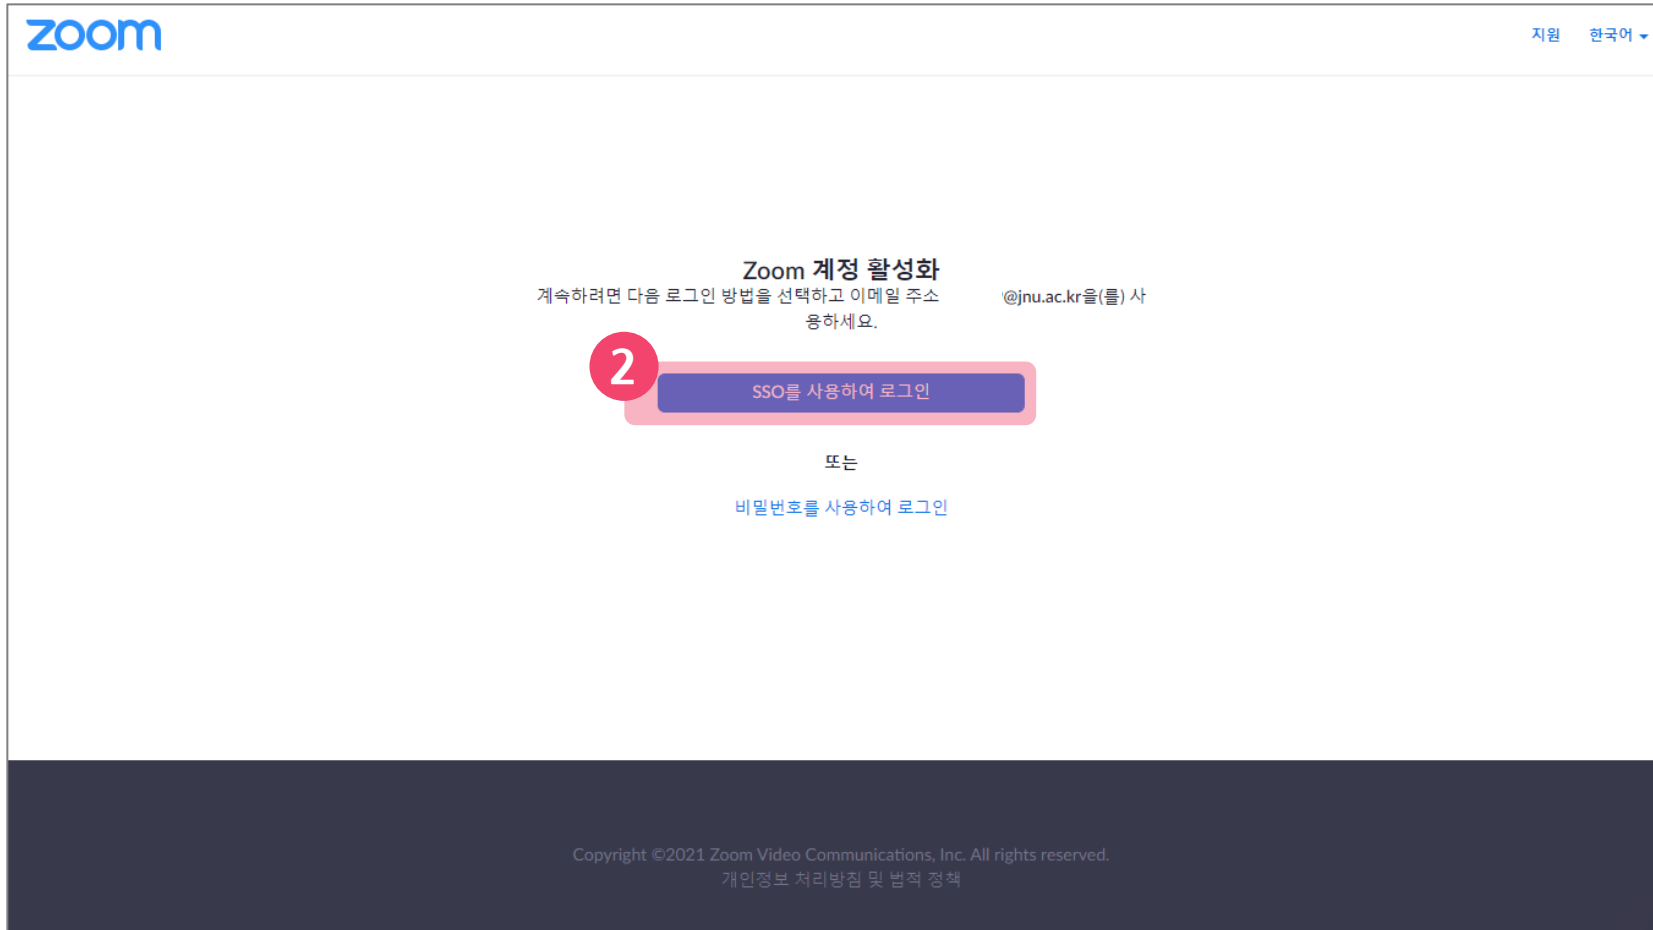 zoom
지원 한국어
Zoom 계정 활성화
계속하려면 다음 로그인 방법을 선택하고 이메일 주소 @jnu.ac.kr을(를) 사
용하세요.
2
SSO를 사용하여 로그인
또는
비밀번호를 사용하여 로그인
Copyright ©2021 Zoom Video Communications, Inc. All rights reserved.
개인정보 처리방침 및 법적 정책